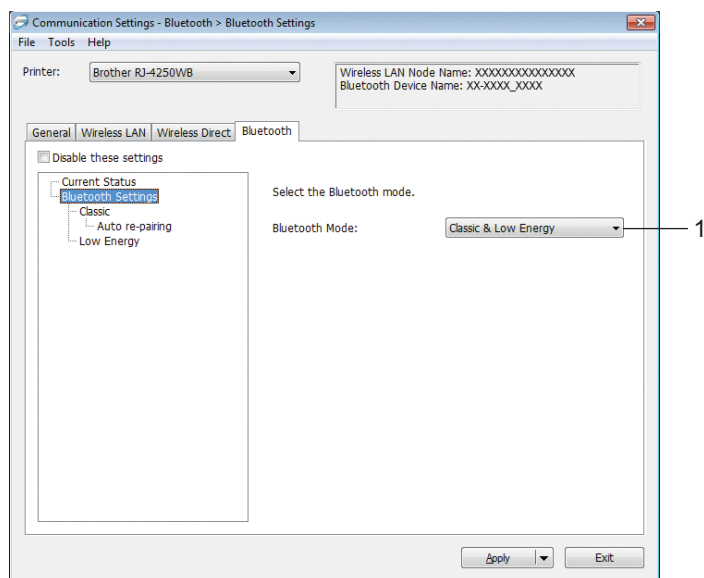 Communication Settings - Bluetooth > Bluetooth Settings
File Tools Help
Printer: Brother RJ-4250WB
Wireless LAN Node Name: XXXXXXXXXXXXXXX
Bluetooth Device Name: XX-XXXX_XXXX
General Wireless LAN Wireless Direct Bluetooth
Disable these settings
Current Status
Bluetooth Settings
Classic
Auto re-pairing
Low Energy
Select the Bluetooth mode.
Bluetooth Mode: Classic & Low Energy
1
Apply Exit